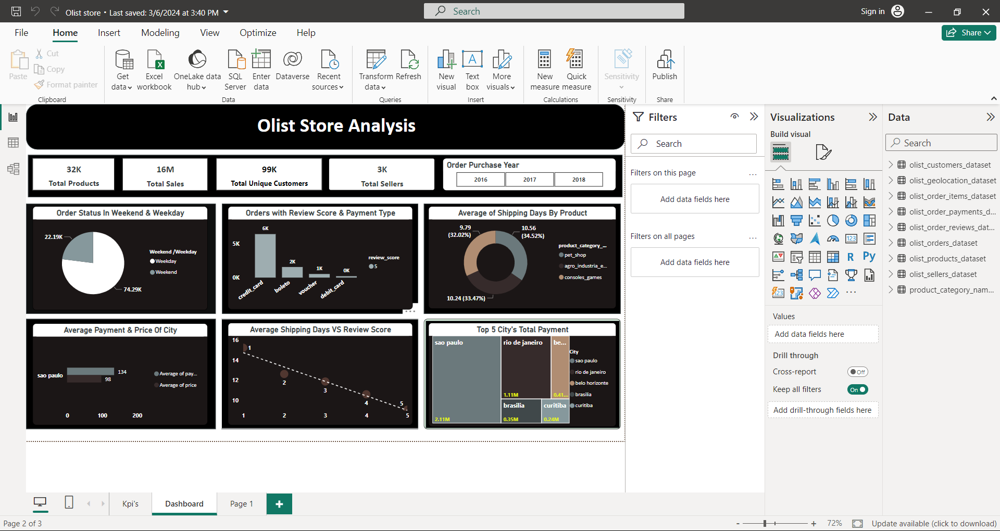 Olist store • Last saved: 3/6/2024 at 3:40 PM
Search
Sign in
File
Home
Insert
Modeling
View
Optimize
Help
Share
Paste
Cut
Copy
Format painter
Clipboard
Get data
Excel workbook
OneLake data hub
SQL Server
Enter data
Dataverse
Recent sources
Data
Transform data
Refresh
Queries
New visual
Text box
More visuals
Insert
New measure
Quick measure
Calculations
Sensitivity
Sensitivity
Publish
Share
Olist Store Analysis
32K
Total Products
16M
Total Sales
99K
Total Unique Customers
3K
Total Sellers
Order Purchase Year
2016
2017
2018
Order Status In Weekend & Weekday
22.19K
74.29K
Weekend /Weekday
Weekday
Weekend
Orders with Review Score & Payment Type
5K
0K
6K
2K
1K
0K
credit_card
boleto
voucher
debit_card
review_score
5
Average of Shipping Days By Product
9.79
(32.02%)
10.56
(34.52%)
10.24 (33.47%)
product_category_...
pet_shop
agro_industria_e...
consoles_games
Average Payment & Price Of City
sao paulo
134
98
0
100
200
Average of pay...
Average of price
Average Shipping Days VS Review Score
16
14
12
10
1
2
3
4
5
1
2
3
4
5
Top 5 City's Total Payment
sao paulo
2.11M
rio de janeiro
1.11M
be...
0.41...
brasilia
0.35M
curitiba
0.24M
City
sao paulo
rio de janeiro
belo horizonte
brasilia
curitiba
Filters
Search
Filters on this page
...
Add data fields here
Filters on all pages
...
Add data fields here
Visualizations
Build visual
123
R
Py
123
...
Values
Add data fields here
Drill through
Cross-report
Off
Keep all filters
On
Add drill-through fields here
Data
Search
olist_customers_dataset
olist_geolocation_dataset
olist_order_items_dataset
olist_order_payments_d...
olist_order_reviews_dat...
olist_orders_dataset
olist_products_dataset
olist_sellers_dataset
product_category_nam...
Kpi's
Dashboard
Page 1
+
Page 2 of 3
-
+
72%
Update available (click to download)